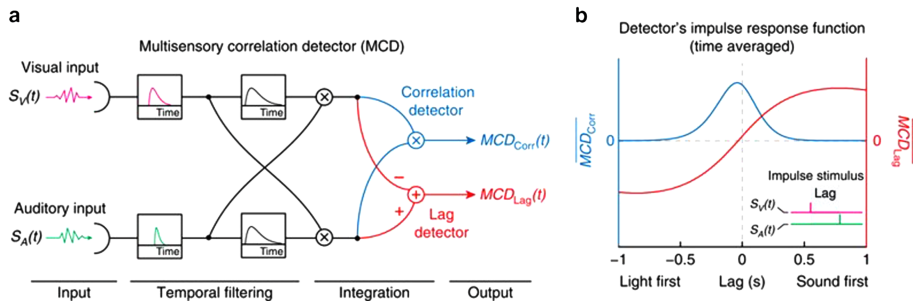 a
Multisensory correlation detector (MCD)
Visual input
S_V(t)
Time
Time
×
Correlation
detector
×
MCD_Corr(t)
−
+
MCD_Lag(t)
+
Lag
detector
Auditory input
S_A(t)
Time
Time
×
Input
Temporal filtering
Integration
Output
b
Detector's impulse response function
(time averaged)
MCD_Corr
0
0
MCD_Lag
Impulse stimulus
Lag
S_V(t)
S_A(t)
−1 −0.5 0 0.5 1
Light first Lag (s) Sound first